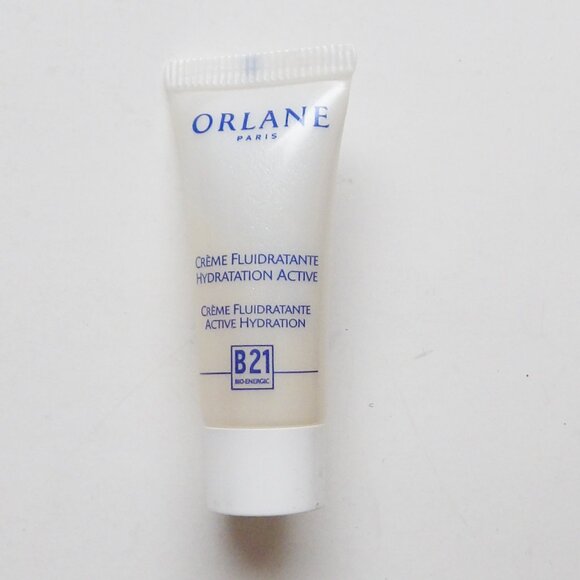 ORLANE
PARIS
CRÈME FLUIDRATANTE
HYDRATATION ACTIVE
CRÈME FLUIDRATANTE
ACTIVE HYDRATION
B21
BIO-ENERGIC